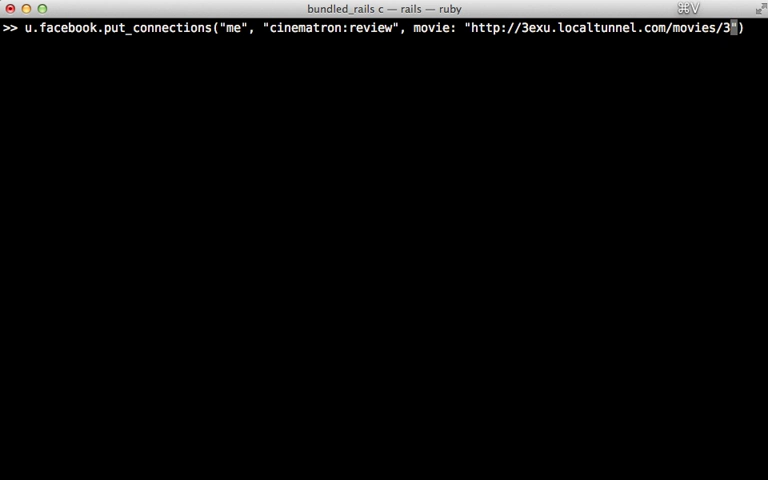 bundled_rails c — rails — ruby
⌘V
>> u.facebook.put_connections("me", "cinematron:review", movie: "http://3exu.localtunnel.com/movies/3")